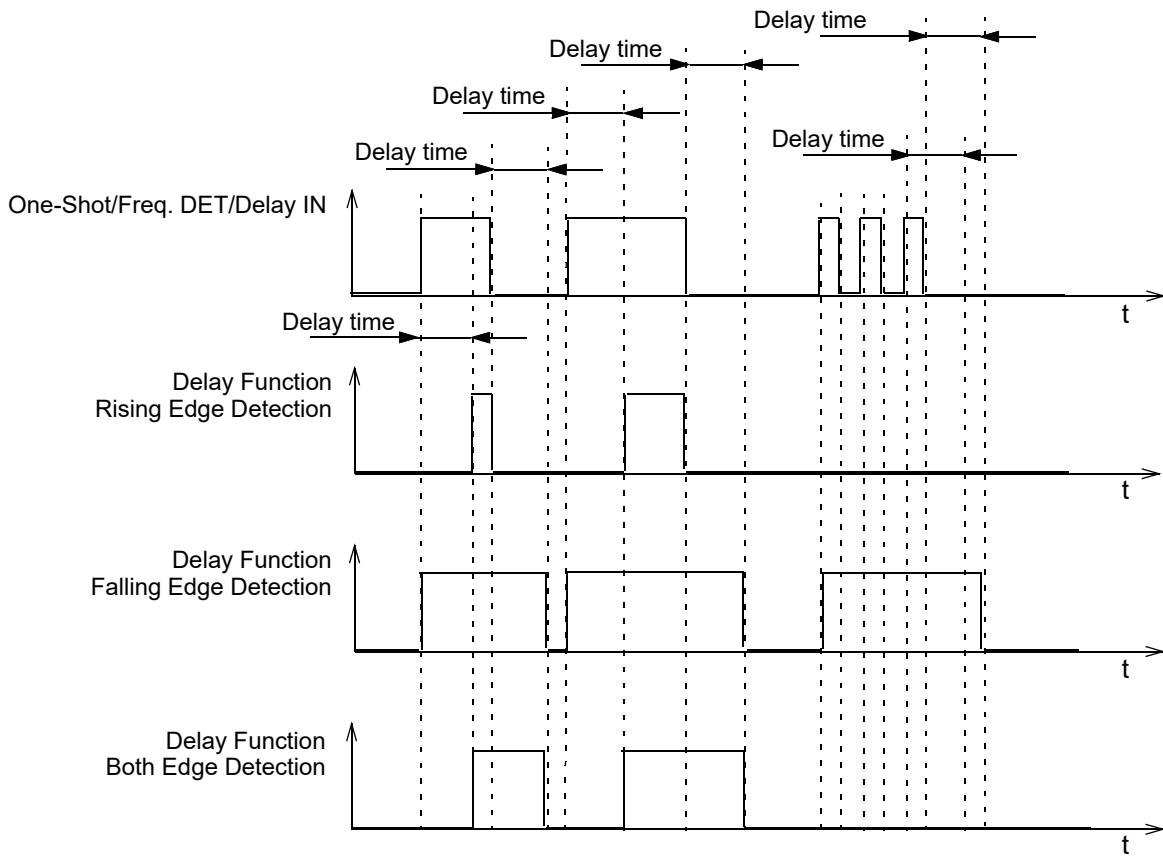 Delay time
Delay time
Delay time
Delay time
Delay time
One-Shot/Freq. DET/Delay IN
t
Delay time
Delay Function
Rising Edge Detection
t
Delay Function
Falling Edge Detection
t
Delay Function
Both Edge Detection
t